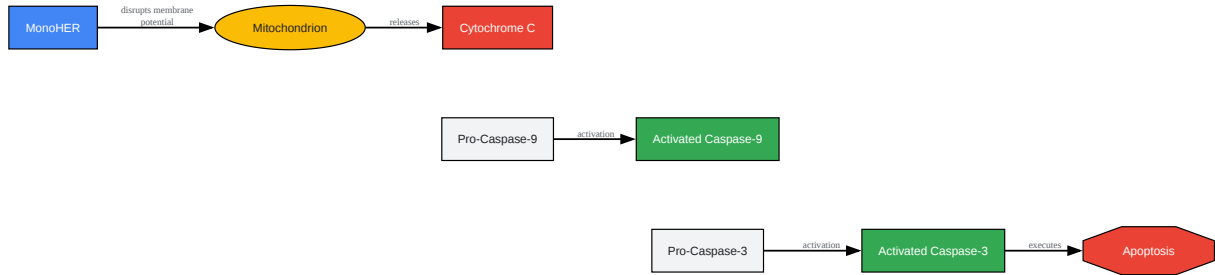 MonoHER
disrupts membrane
potential
Mitochondrion
releases
Cytochrome C
Pro-Caspase-9
activation
Activated Caspase-9
Pro-Caspase-3
activation
Activated Caspase-3
executes
Apoptosis